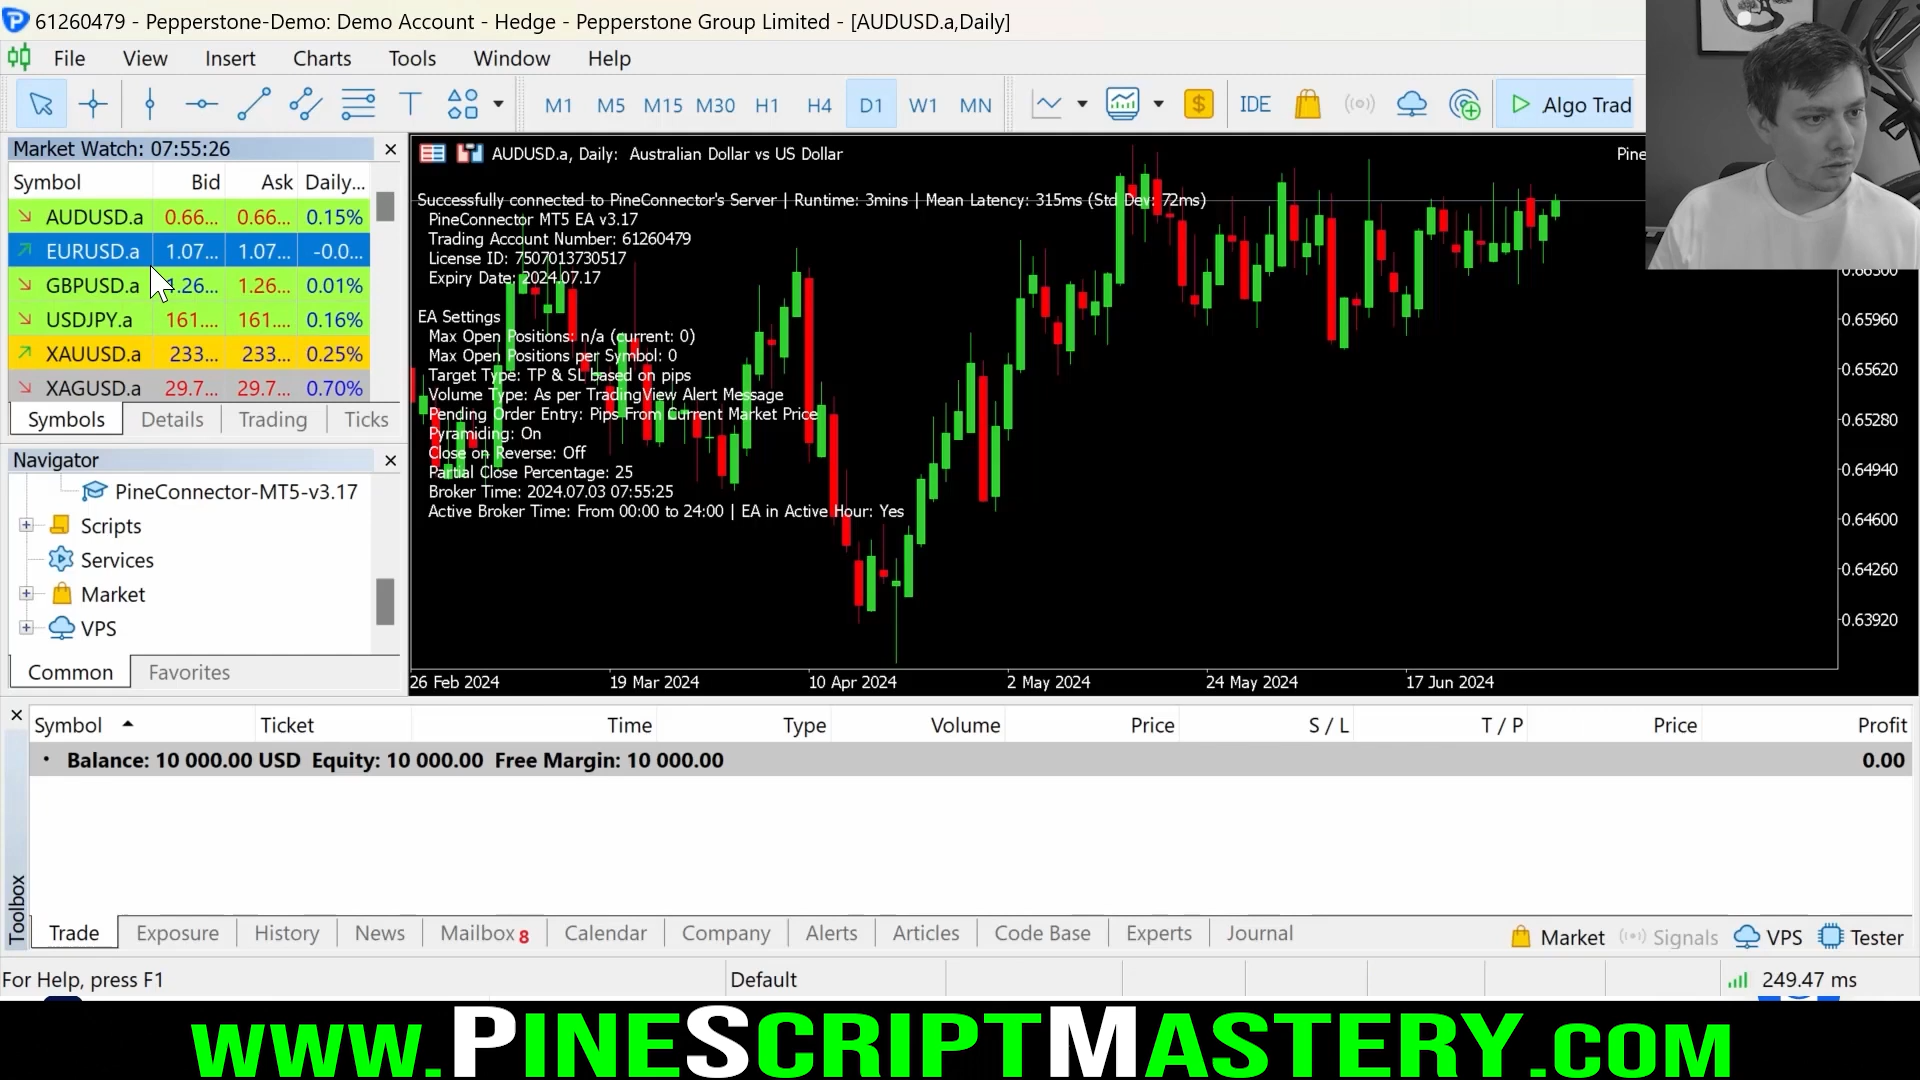 61260479 - Pepperstone-Demo: Demo Account - Hedge - Pepperstone Group Limited - [AUDUSD.a,Daily]
File View Insert Charts Tools Window Help
M1 M5 M15 M30 H1 H4 D1 W1 MN IDE Algo Trad
Market Watch: 07:55:26
Symbol Bid Ask Daily...
AUDUSD.a 0.66... 0.66... 0.15%
EURUSD.a 1.07... 1.07... -0.0...
GBPUSD.a 1.26... 1.26... 0.01%
USDJPY.a 161.... 161.... 0.16%
XAUUSD.a 233... 233... 0.25%
XAGUSD.a 29.7... 29.7... 0.70%
Symbols Details Trading Ticks
Navigator
PineConnector-MT5-v3.17
Scripts
Services
Market
VPS
Common Favorites
AUDUSD.a, Daily: Australian Dollar vs US Dollar
Pine
Successfully connected to PineConnector's Server | Runtime: 3mins | Mean Latency: 315ms (Std Dev: 72ms)
PineConnector MT5 EA v3.17
Trading Account Number: 61260479
License ID: 7507013730517
Expiry Date: 2024.07.17
EA Settings
Max Open Positions: n/a (current: 0)
Max Open Positions per Symbol: 0
Target Type: TP & SL based on pips
Volume Type: As per TradingView Alert Message
Pending Order Entry: Pips From Current Market Price
Pyramiding: On
Close on Reverse: Off
Partial Close Percentage: 25
Broker Time: 2024.07.03 07:55:25
Active Broker Time: From 00:00 to 24:00 | EA in Active Hour: Yes
0.65960
0.65620
0.65280
0.64940
0.64600
0.64260
0.63920
26 Feb 2024 19 Mar 2024 10 Apr 2024 2 May 2024 24 May 2024 17 Jun 2024
Symbol Ticket Time Type Volume Price S / L T / P Price Profit
Balance: 10 000.00 USD Equity: 10 000.00 Free Margin: 10 000.00 0.00
Toolbox
Trade Exposure History News Mailbox 8 Calendar Company Alerts Articles Code Base Experts Journal Market Signals VPS Tester
For Help, press F1 Default 249.47 ms
www.PineScriptMastery.com